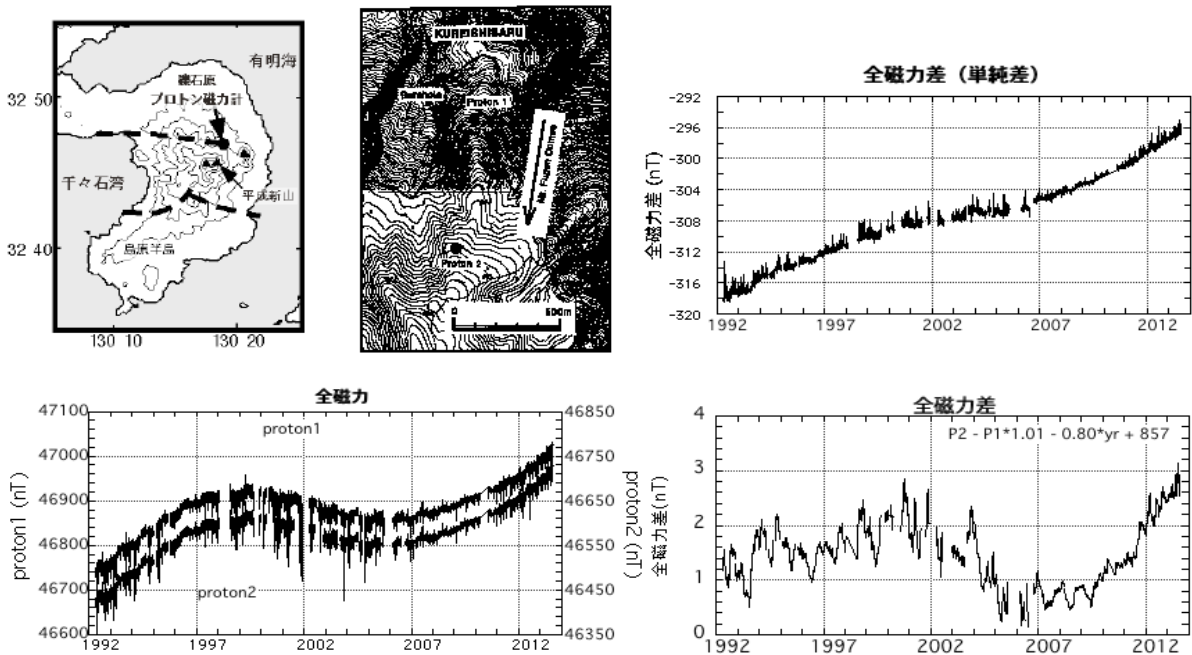 有明海
礫石原
プロトン磁力計
32 50
千々石湾
平成新山
32 40
島原半島
130 10
130 20
KUREISHIBARU
Borehole
Proton 1
Mt. Fugen Dome
Proton 2
0
500m
全磁力差（単純差）
全磁力差 (nT)
-292
-296
-300
-304
-308
-312
-316
-320
1992
1997
2002
2007
2012
全磁力
proton1 (nT)
47100
47000
46900
46800
46700
46600
proton1
proton2
46850
46750
46650
46550
46450
46350
proton2 (nT)
1992
1997
2002
2007
2012
全磁力差
P2 - P1*1.01 - 0.80*yr + 857
全磁力差(nT)
4
3
2
1
0
1992
1997
2002
2007
2012